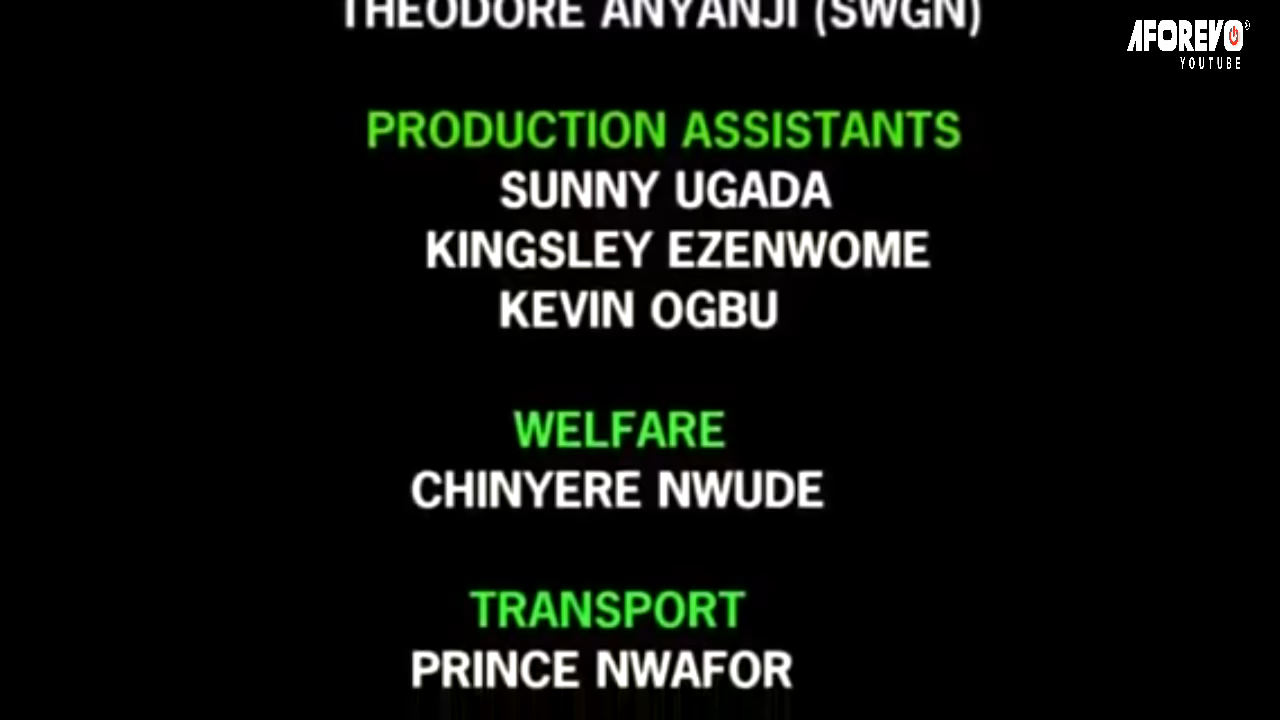 THEODORE ANYANJI (SWGN)
AFOREVO
YOUTUBE
PRODUCTION ASSISTANTS
SUNNY UGADA
KINGSLEY EZENWOME
KEVIN OGBU
WELFARE
CHINYERE NWUDE
TRANSPORT
PRINCE NWAFOR